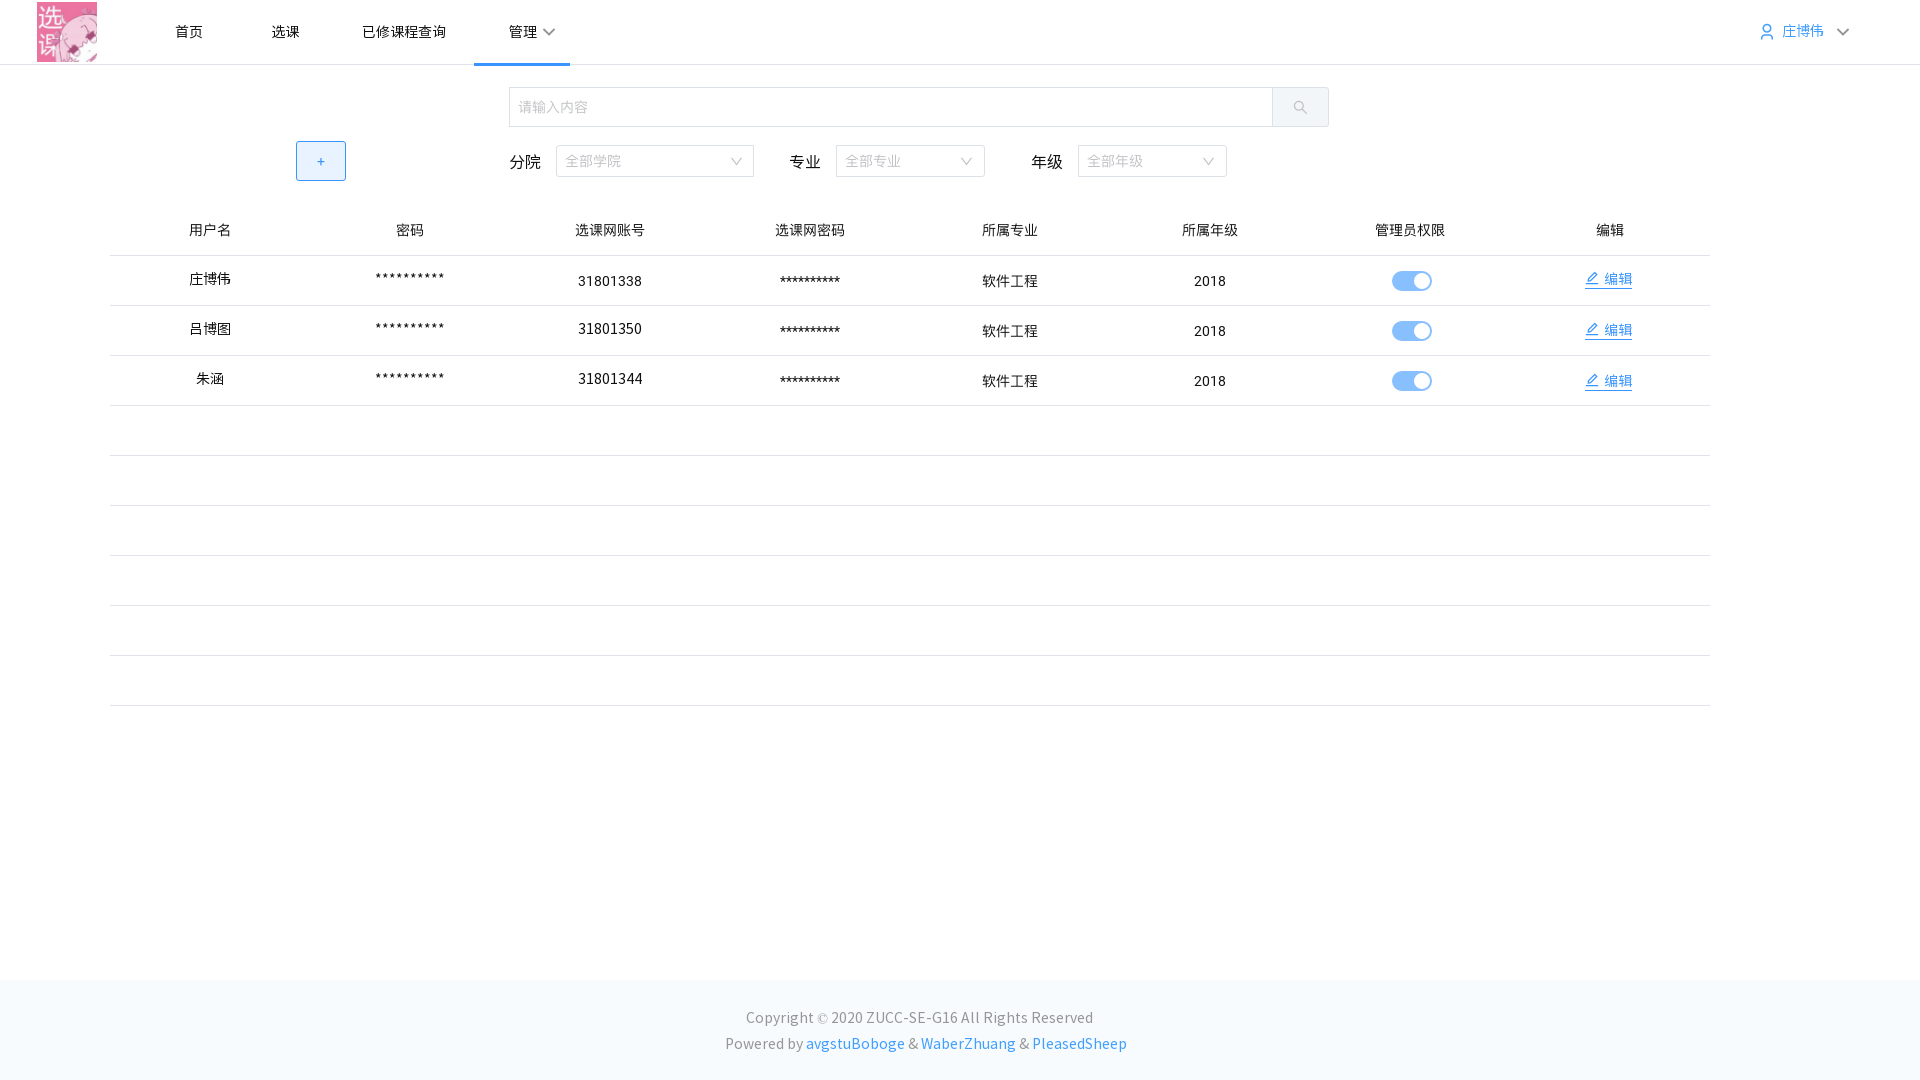 选
课
首页 选课 已修课程查询 管理 庄博伟
请输入内容
+ 分院 全部学院 专业 全部专业 年级 全部年级
用户名 密码 选课网账号 选课网密码 所属专业 所属年级 管理员权限 编辑
庄博伟 ********** 31801338 ********** 软件工程 2018 编辑
吕博图 ********** 31801350 ********** 软件工程 2018 编辑
朱涵 ********** 31801344 ********** 软件工程 2018 编辑
Copyright © 2020 ZUCC-SE-G16 All Rights Reserved
Powered by avgstuBoboge & WaberZhuang & PleasedSheep